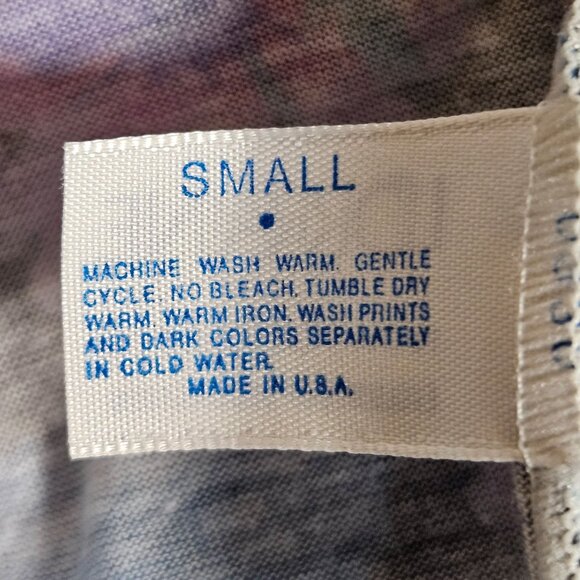 SMALL
MACHINE WASH WARM. GENTLE
CYCLE. NO BLEACH. TUMBLE DRY
WARM. WARM IRON. WASH PRINTS
AND DARK COLORS SEPARATELY
IN COLD WATER.
MADE IN U.S.A.